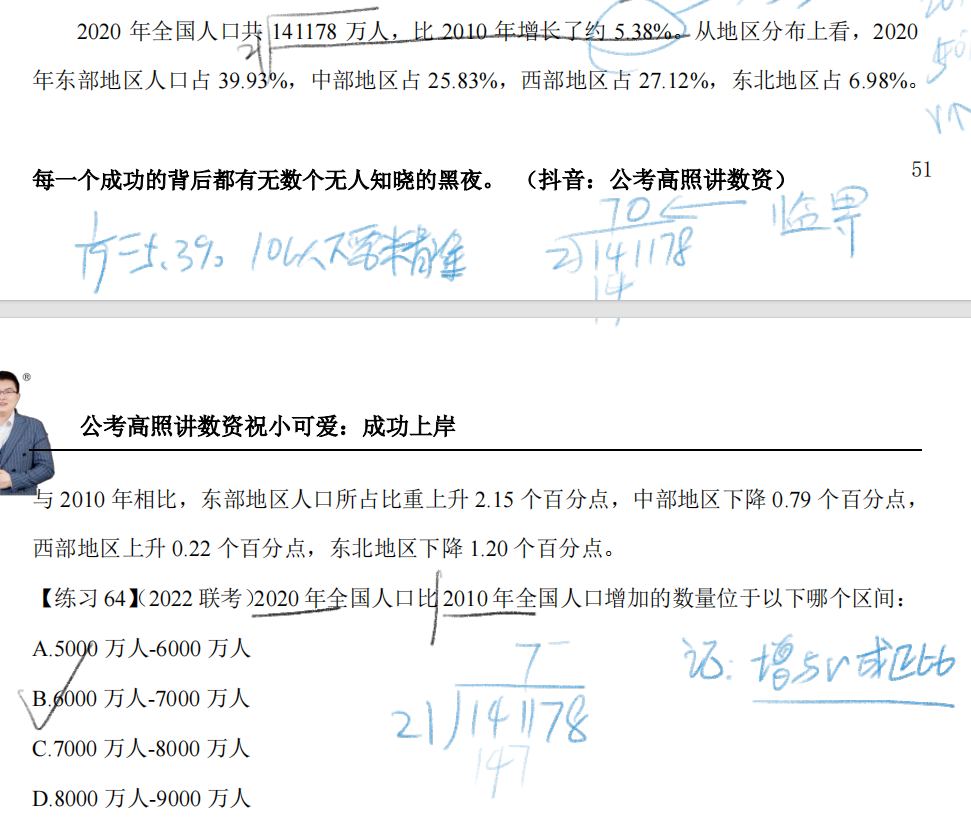 2020 年全国人口共 141178 万人，比 2010 年增长了约 5.38%。从地区分布上看，2020
21
年东部地区人口占 39.93%，中部地区占 25.83%，西部地区占 27.12%，东北地区占 6.98%。
每一个成功的背后都有无数个无人知晓的黑夜。（抖音：公考高照讲数资）
51
=5.3%。10以下需精准
70 临界
2)141178
14
®
公考高照讲数资祝小可爱：成功上岸
与 2010 年相比，东部地区人口所占比重上升 2.15 个百分点，中部地区下降 0.79 个百分点，
西部地区上升 0.22 个百分点，东北地区下降 1.20 个百分点。
【练习 64】（2022 联考）2020 年全国人口比 2010 年全国人口增加的数量位于以下哪个区间：
A.5000 万人-6000 万人
B.6000 万人-7000 万人
C.7000 万人-8000 万人
D.8000 万人-9000 万人
7-
21)141178
147
记：增与r求正比